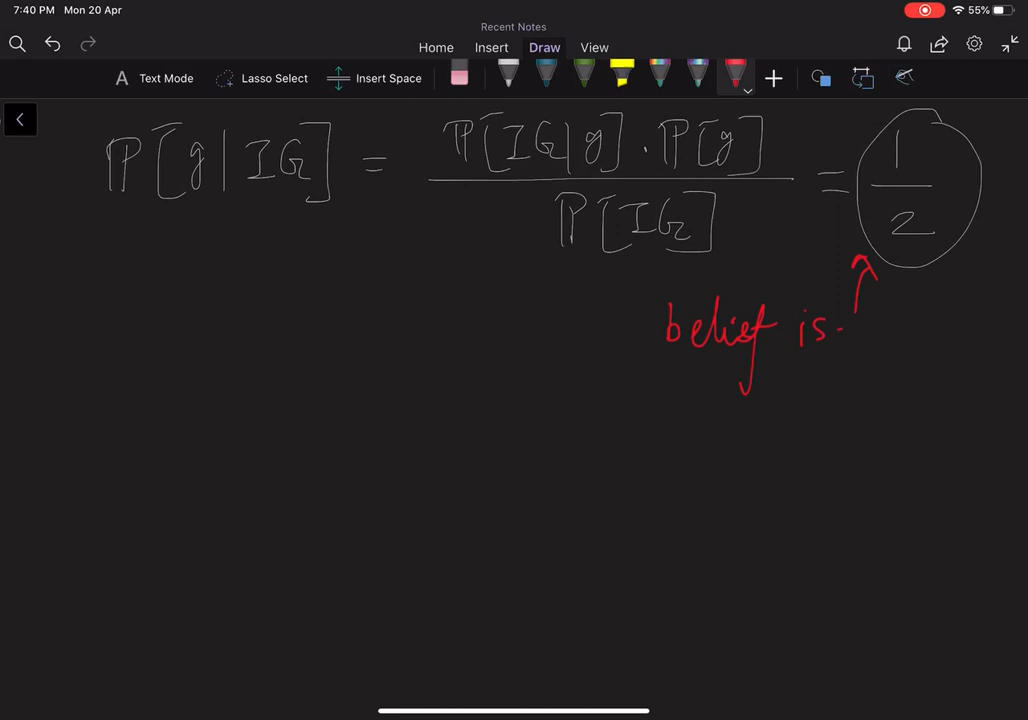 7:40 PM Mon 20 Apr
55%
Recent Notes
Home Insert Draw View
A Text Mode Lasso Select Insert Space
P[g|IG] = P[IG|g] . P[g] / P[IG] = 1/2
belief is